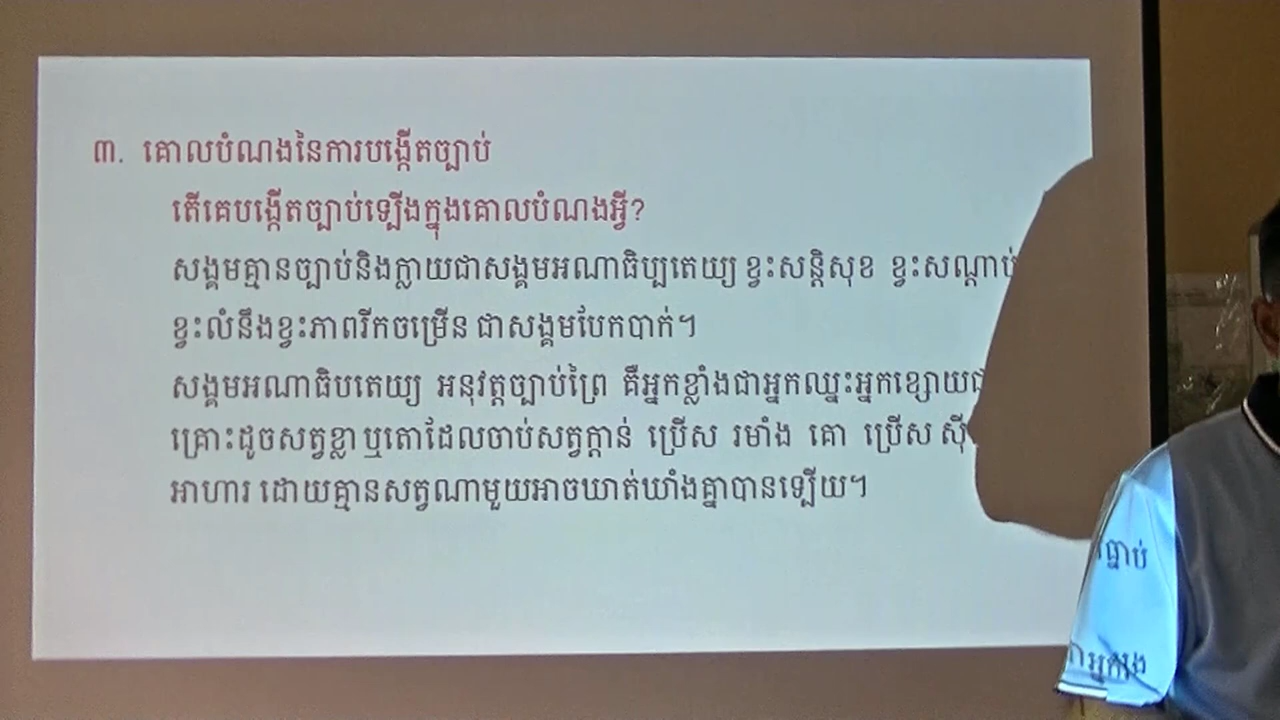 ៣. គោលបំណងនៃការបង្កើតច្បាប់
តើគេបង្កើតច្បាប់ឡើងក្នុងគោលបំណងអ្វី?
សង្គមគ្មានច្បាប់និងក្លាយជាសង្គមអណាធិប្បតេយ្យ ខ្វះសន្តិសុខ ខ្វះសណ្តាប់
ខ្វះលំនឹងខ្វះភាពរីកចម្រើន ជាសង្គមបែកបាក់។
សង្គមអណាធិបតេយ្យ អនុវត្តច្បាប់ព្រៃ គឺអ្នកខ្លាំងជាអ្នកឈ្នះអ្នកខ្សោយ
គ្រោះដូចសត្វខ្លា ឬតោដែលចាប់សត្វក្តាន់ ប្រើស រមាំង គោ ប្រើស ស៊ី
អាហារ ដោយគ្មានសត្វណាមួយអាចឃាត់ឃាំងគ្នាបានឡើយ។